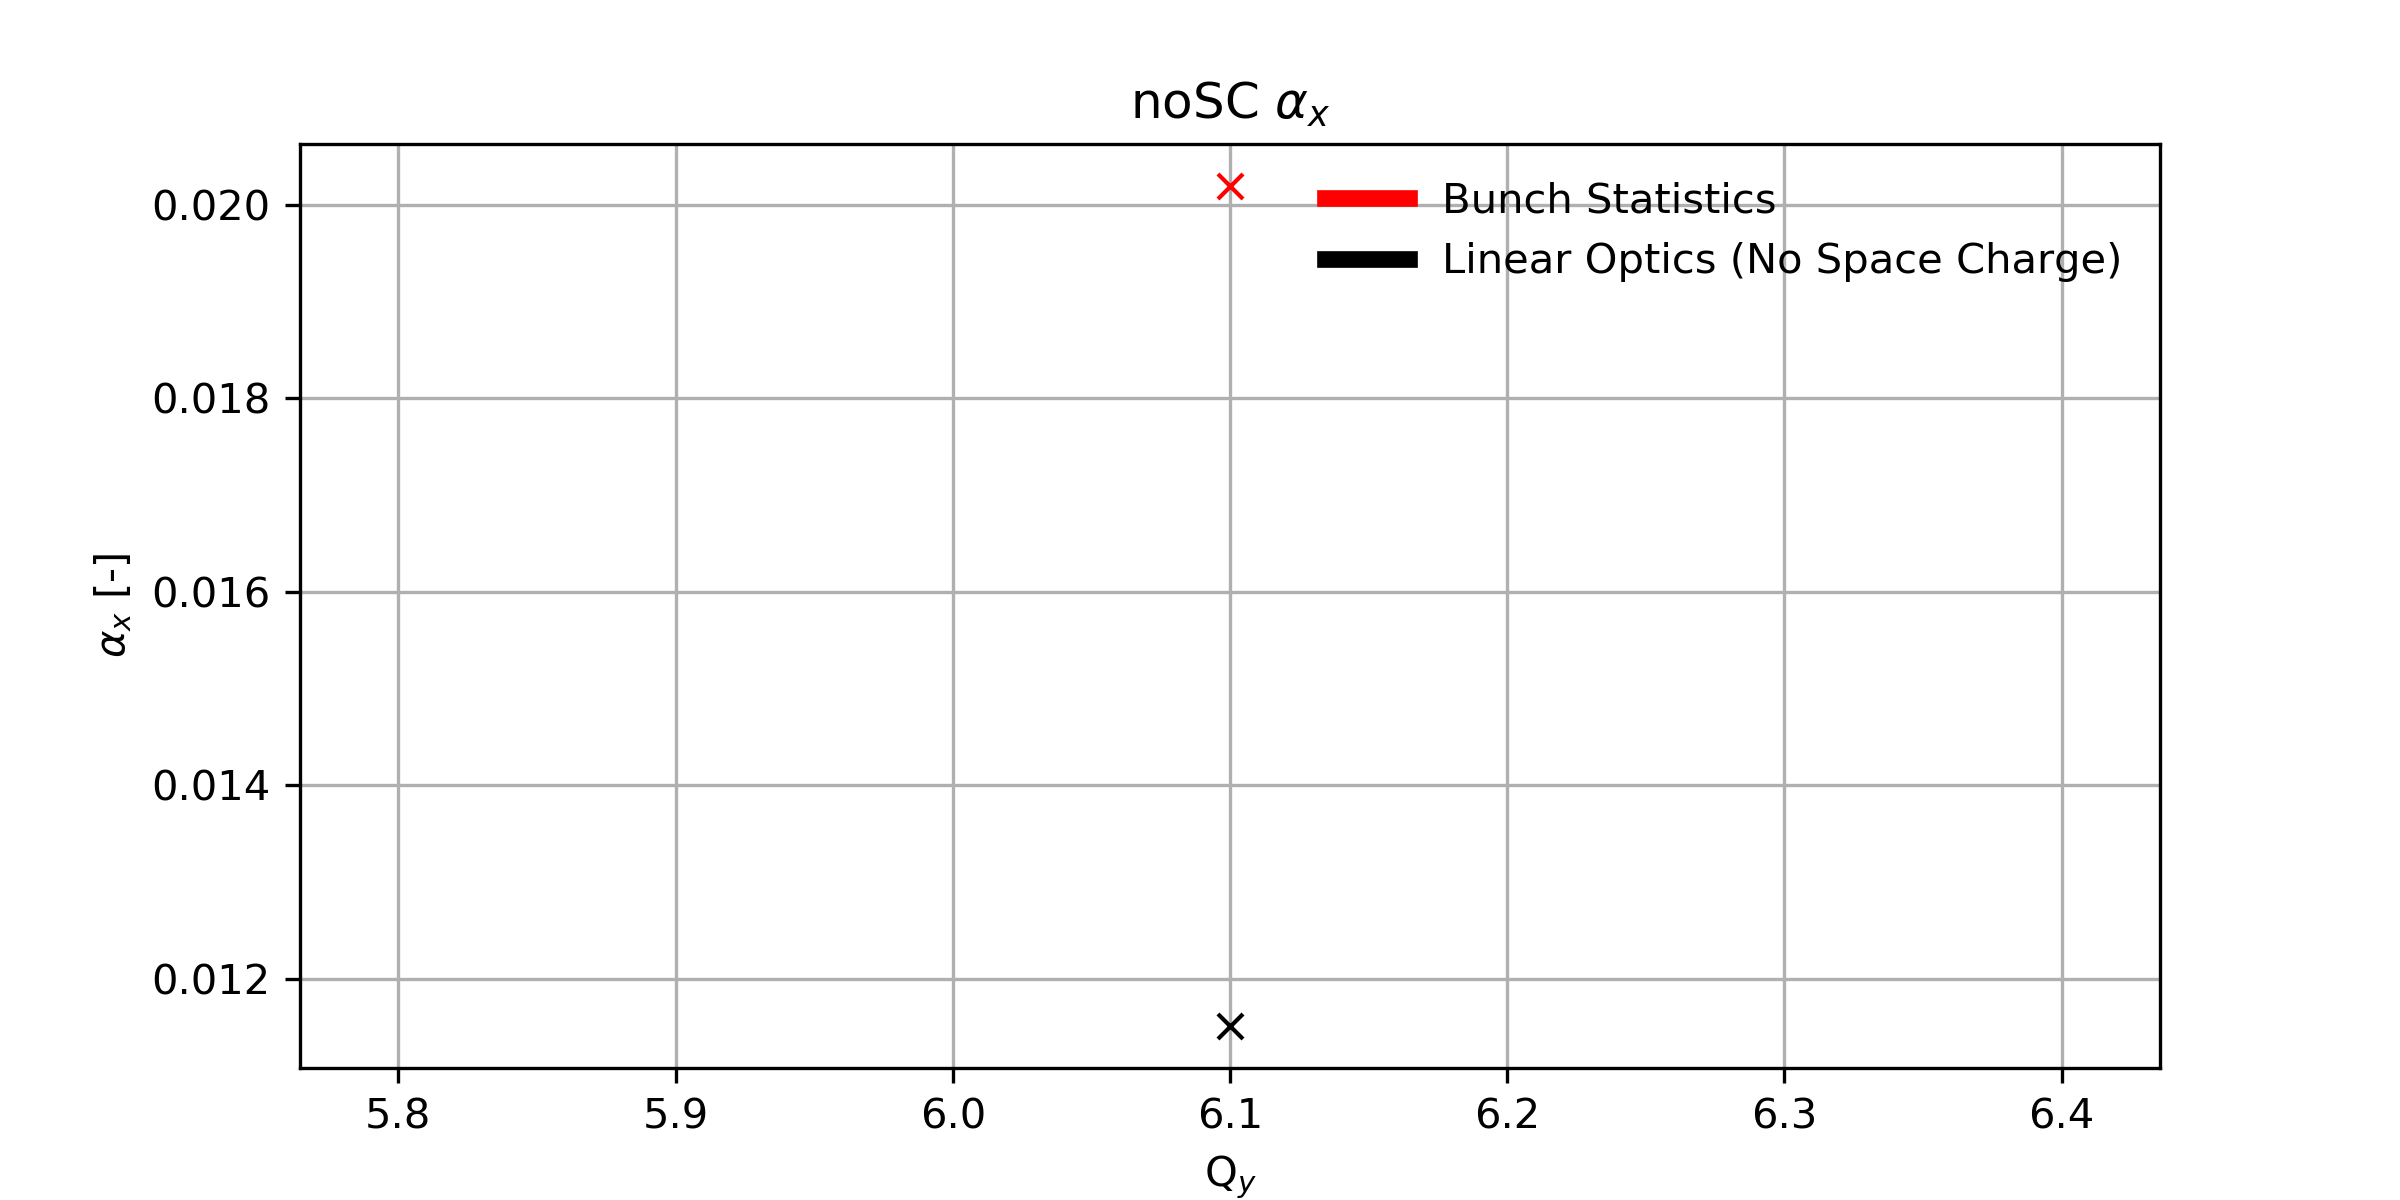 noSC αx
Bunch Statistics
Linear Optics (No Space Charge)
0.020
0.018
0.016
0.014
0.012
αx [-]
5.8 5.9 6.0 6.1 6.2 6.3 6.4
Qy